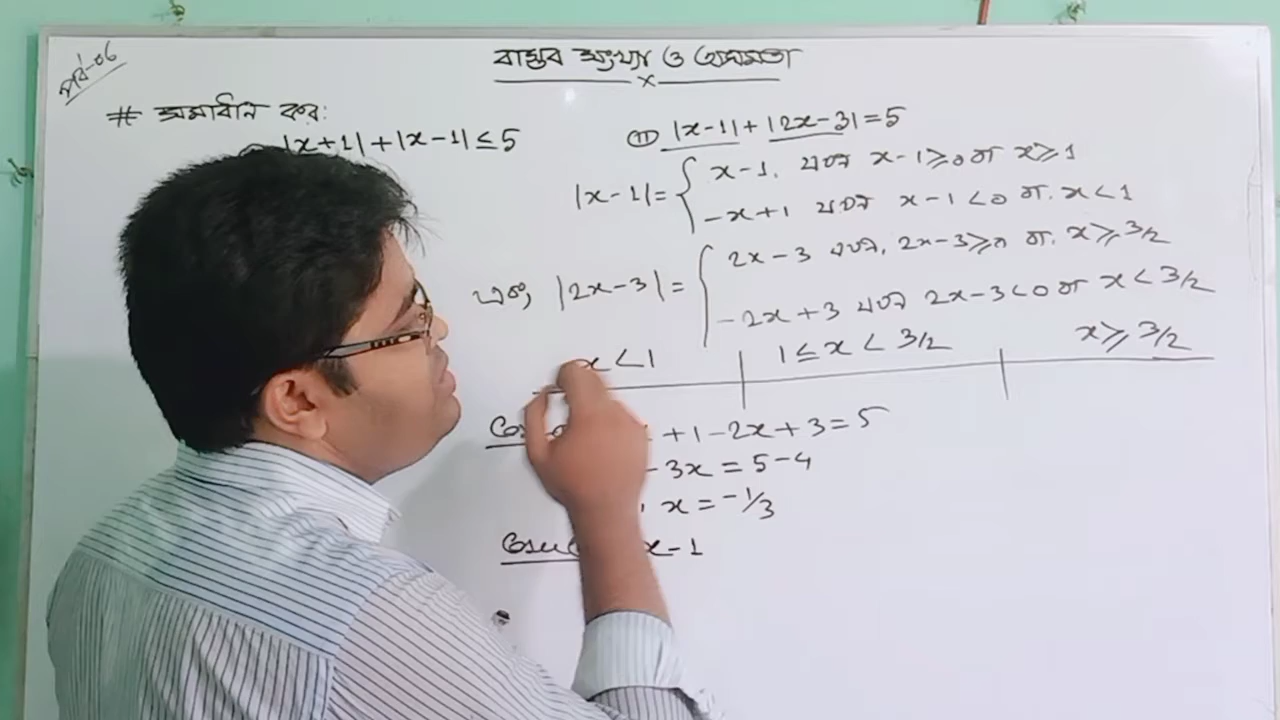 পর্ব-০৬
বাস্তব সংখ্যা ও অসমতা
# সমাধান কর:
|x+1|+|x-1| ≤ 5
(ii) |x-1|+|2x-3|=5
|x-1|= { x-1, যখন x-1≥0 বা x≥1
-x+1 যখন x-1<0 বা, x<1
এবং, |2x-3|= { 2x-3 যখন, 2x-3≥0 বা, x≥3/2
-2x+3 যখন 2x-3<0 বা x<3/2
x<1 | 1≤x<3/2 | x≥3/2
+1-2x+3=5
-3x=5-4
x=-1/3
x-1